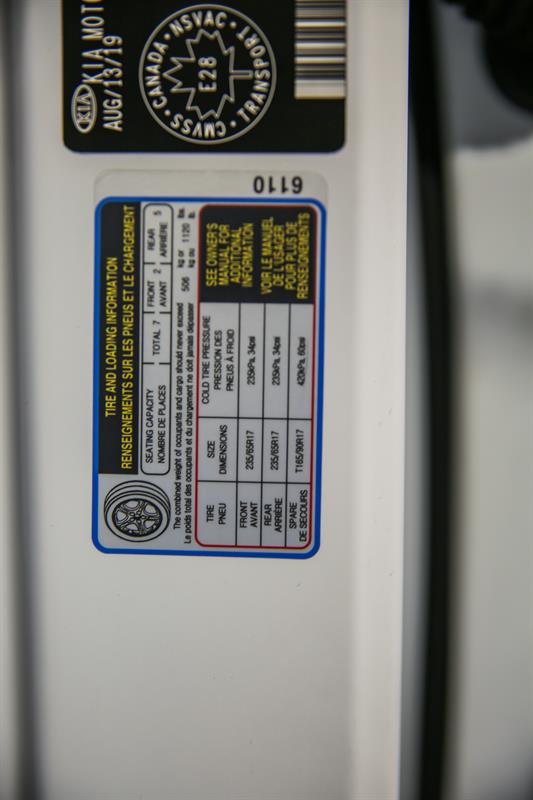 KIA KIA MOTO
AUG/13/19
CANADA • NSVAC • TRANSPORT • CMVSS •
E28
6110
TIRE AND LOADING INFORMATION
RENSEIGNEMENTS SUR LES PNEUS ET LE CHARGEMENT
SEATING CAPACITY TOTAL 7 FRONT 2 REAR 5
NOMBRE DE PLACES AVANT ARRIÈRE
The combined weight of occupants and cargo should never exceed 506 kg or 1120 lbs.
Le poids total des occupants et du chargement ne doit jamais dépasser kg ou lb.
TIRE SIZE COLD TIRE PRESSURE
PNEU DIMENSIONS PRESSION DES
PNEUS À FROID
FRONT 235/65R17 235kPa, 34psi
AVANT
REAR 235/65R17 235kPa, 34psi
ARRIÈRE
SPARE T165/90R17 420kPa, 60psi
DE SECOURS
SEE OWNER'S
MANUAL FOR
ADDITIONAL
INFORMATION
VOIR LE MANUEL
DE L'USAGER
POUR PLUS DE
RENSEIGNEMENTS